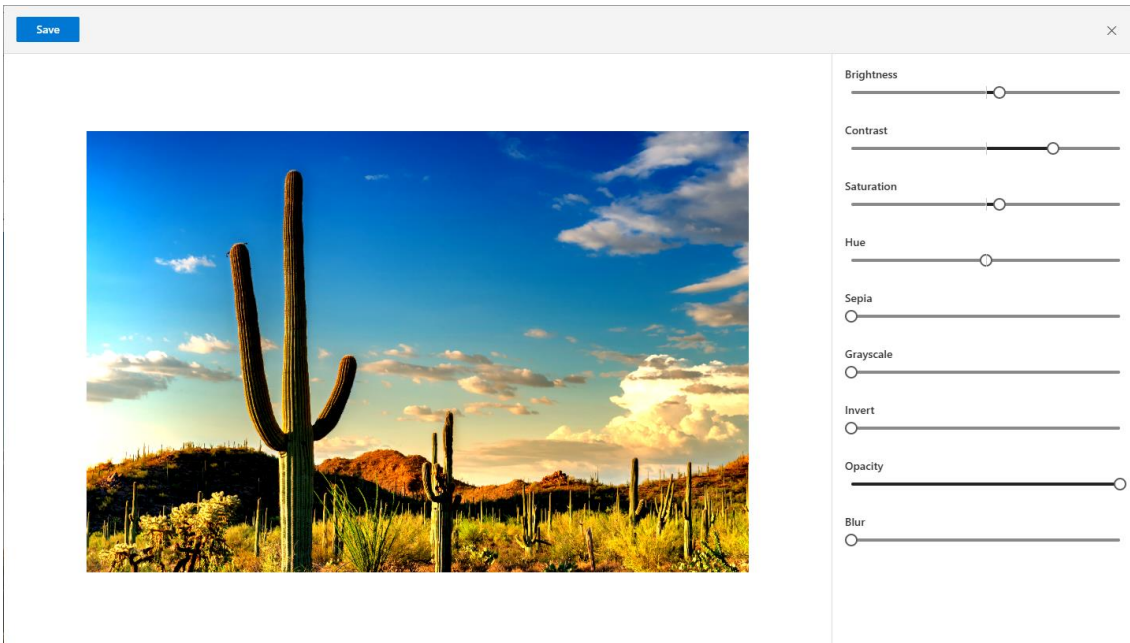 Save
Brightness
Contrast
Saturation
Hue
Sepia
Grayscale
Invert
Opacity
Blur